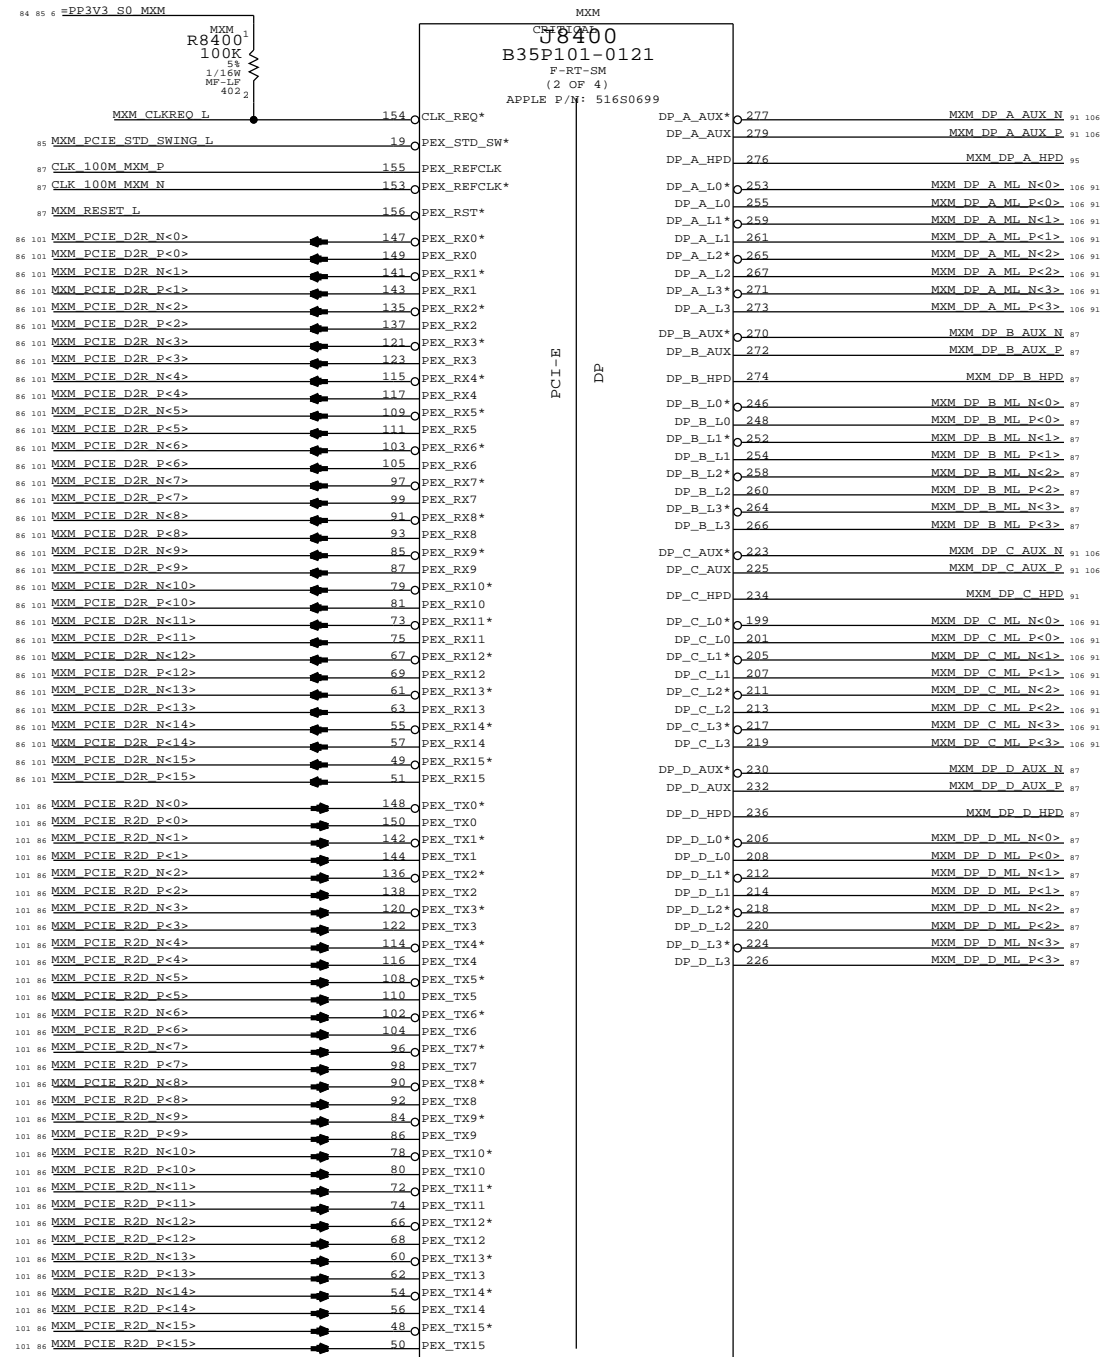 84 85 6 =PP3V3_S0_MXM
MXM
R8400 1
100K
5%
1/16W
MF-LF
402 2
MXM
CRITICAL
J8400
B35P101-0121
F-RT-SM
(2 OF 4)
APPLE P/N: 516S0699
PCI-E
DP
MXM_CLKREQ_L 154 CLK_REQ*
85 MXM_PCIE_STD_SWING_L 19 PEX_STD_SW*
87 CLK_100M_MXM_P 155 PEX_REFCLK
87 CLK_100M_MXM_N 153 PEX_REFCLK*
87 MXM_RESET_L 156 PEX_RST*
86 101 MXM_PCIE_D2R_N<0> 147 PEX_RX0*
86 101 MXM_PCIE_D2R_P<0> 149 PEX_RX0
86 101 MXM_PCIE_D2R_N<1> 141 PEX_RX1*
86 101 MXM_PCIE_D2R_P<1> 143 PEX_RX1
86 101 MXM_PCIE_D2R_N<2> 135 PEX_RX2*
86 101 MXM_PCIE_D2R_P<2> 137 PEX_RX2
86 101 MXM_PCIE_D2R_N<3> 121 PEX_RX3*
86 101 MXM_PCIE_D2R_P<3> 123 PEX_RX3
86 101 MXM_PCIE_D2R_N<4> 115 PEX_RX4*
86 101 MXM_PCIE_D2R_P<4> 117 PEX_RX4
86 101 MXM_PCIE_D2R_N<5> 109 PEX_RX5*
86 101 MXM_PCIE_D2R_P<5> 111 PEX_RX5
86 101 MXM_PCIE_D2R_N<6> 103 PEX_RX6*
86 101 MXM_PCIE_D2R_P<6> 105 PEX_RX6
86 101 MXM_PCIE_D2R_N<7> 97 PEX_RX7*
86 101 MXM_PCIE_D2R_P<7> 99 PEX_RX7
86 101 MXM_PCIE_D2R_N<8> 91 PEX_RX8*
86 101 MXM_PCIE_D2R_P<8> 93 PEX_RX8
86 101 MXM_PCIE_D2R_N<9> 85 PEX_RX9*
86 101 MXM_PCIE_D2R_P<9> 87 PEX_RX9
86 101 MXM_PCIE_D2R_N<10> 79 PEX_RX10*
86 101 MXM_PCIE_D2R_P<10> 81 PEX_RX10
86 101 MXM_PCIE_D2R_N<11> 73 PEX_RX11*
86 101 MXM_PCIE_D2R_P<11> 75 PEX_RX11
86 101 MXM_PCIE_D2R_N<12> 67 PEX_RX12*
86 101 MXM_PCIE_D2R_P<12> 69 PEX_RX12
86 101 MXM_PCIE_D2R_N<13> 61 PEX_RX13*
86 101 MXM_PCIE_D2R_P<13> 63 PEX_RX13
86 101 MXM_PCIE_D2R_N<14> 55 PEX_RX14*
86 101 MXM_PCIE_D2R_P<14> 57 PEX_RX14
86 101 MXM_PCIE_D2R_N<15> 49 PEX_RX15*
86 101 MXM_PCIE_D2R_P<15> 51 PEX_RX15
101 86 MXM_PCIE_R2D_N<0> 148 PEX_TX0*
101 86 MXM_PCIE_R2D_P<0> 150 PEX_TX0
101 86 MXM_PCIE_R2D_N<1> 142 PEX_TX1*
101 86 MXM_PCIE_R2D_P<1> 144 PEX_TX1
101 86 MXM_PCIE_R2D_N<2> 136 PEX_TX2*
101 86 MXM_PCIE_R2D_P<2> 138 PEX_TX2
101 86 MXM_PCIE_R2D_N<3> 120 PEX_TX3*
101 86 MXM_PCIE_R2D_P<3> 122 PEX_TX3
101 86 MXM_PCIE_R2D_N<4> 114 PEX_TX4*
101 86 MXM_PCIE_R2D_P<4> 116 PEX_TX4
101 86 MXM_PCIE_R2D_N<5> 108 PEX_TX5*
101 86 MXM_PCIE_R2D_P<5> 110 PEX_TX5
101 86 MXM_PCIE_R2D_N<6> 102 PEX_TX6*
101 86 MXM_PCIE_R2D_P<6> 104 PEX_TX6
101 86 MXM_PCIE_R2D_N<7> 96 PEX_TX7*
101 86 MXM_PCIE_R2D_P<7> 98 PEX_TX7
101 86 MXM_PCIE_R2D_N<8> 90 PEX_TX8*
101 86 MXM_PCIE_R2D_P<8> 92 PEX_TX8
101 86 MXM_PCIE_R2D_N<9> 84 PEX_TX9*
101 86 MXM_PCIE_R2D_P<9> 86 PEX_TX9
101 86 MXM_PCIE_R2D_N<10> 78 PEX_TX10*
101 86 MXM_PCIE_R2D_P<10> 80 PEX_TX10
101 86 MXM_PCIE_R2D_N<11> 72 PEX_TX11*
101 86 MXM_PCIE_R2D_P<11> 74 PEX_TX11
101 86 MXM_PCIE_R2D_N<12> 66 PEX_TX12*
101 86 MXM_PCIE_R2D_P<12> 68 PEX_TX12
101 86 MXM_PCIE_R2D_N<13> 60 PEX_TX13*
101 86 MXM_PCIE_R2D_P<13> 62 PEX_TX13
101 86 MXM_PCIE_R2D_N<14> 54 PEX_TX14*
101 86 MXM_PCIE_R2D_P<14> 56 PEX_TX14
101 86 MXM_PCIE_R2D_N<15> 48 PEX_TX15*
101 86 MXM_PCIE_R2D_P<15> 50 PEX_TX15
DP_A_AUX* 277 MXM_DP_A_AUX_N 91 106
DP_A_AUX 279 MXM_DP_A_AUX_P 91 106
DP_A_HPD 276 MXM_DP_A_HPD 95
DP_A_L0* 253 MXM_DP_A_ML_N<0> 106 91
DP_A_L0 255 MXM_DP_A_ML_P<0> 106 91
DP_A_L1* 259 MXM_DP_A_ML_N<1> 106 91
DP_A_L1 261 MXM_DP_A_ML_P<1> 106 91
DP_A_L2* 265 MXM_DP_A_ML_N<2> 106 91
DP_A_L2 267 MXM_DP_A_ML_P<2> 106 91
DP_A_L3* 271 MXM_DP_A_ML_N<3> 106 91
DP_A_L3 273 MXM_DP_A_ML_P<3> 106 91
DP_B_AUX* 270 MXM_DP_B_AUX_N 87
DP_B_AUX 272 MXM_DP_B_AUX_P 87
DP_B_HPD 274 MXM_DP_B_HPD 87
DP_B_L0* 246 MXM_DP_B_ML_N<0> 87
DP_B_L0 248 MXM_DP_B_ML_P<0> 87
DP_B_L1* 252 MXM_DP_B_ML_N<1> 87
DP_B_L1 254 MXM_DP_B_ML_P<1> 87
DP_B_L2* 258 MXM_DP_B_ML_N<2> 87
DP_B_L2 260 MXM_DP_B_ML_P<2> 87
DP_B_L3* 264 MXM_DP_B_ML_N<3> 87
DP_B_L3 266 MXM_DP_B_ML_P<3> 87
DP_C_AUX* 223 MXM_DP_C_AUX_N 91 106
DP_C_AUX 225 MXM_DP_C_AUX_P 91 106
DP_C_HPD 234 MXM_DP_C_HPD 91
DP_C_L0* 199 MXM_DP_C_ML_N<0> 106 91
DP_C_L0 201 MXM_DP_C_ML_P<0> 106 91
DP_C_L1* 205 MXM_DP_C_ML_N<1> 106 91
DP_C_L1 207 MXM_DP_C_ML_P<1> 106 91
DP_C_L2* 211 MXM_DP_C_ML_N<2> 106 91
DP_C_L2 213 MXM_DP_C_ML_P<2> 106 91
DP_C_L3* 217 MXM_DP_C_ML_N<3> 106 91
DP_C_L3 219 MXM_DP_C_ML_P<3> 106 91
DP_D_AUX* 230 MXM_DP_D_AUX_N 87
DP_D_AUX 232 MXM_DP_D_AUX_P 87
DP_D_HPD 236 MXM_DP_D_HPD 87
DP_D_L0* 206 MXM_DP_D_ML_N<0> 87
DP_D_L0 208 MXM_DP_D_ML_P<0> 87
DP_D_L1* 212 MXM_DP_D_ML_N<1> 87
DP_D_L1 214 MXM_DP_D_ML_P<1> 87
DP_D_L2* 218 MXM_DP_D_ML_N<2> 87
DP_D_L2 220 MXM_DP_D_ML_P<2> 87
DP_D_L3* 224 MXM_DP_D_ML_N<3> 87
DP_D_L3 226 MXM_DP_D_ML_P<3> 87